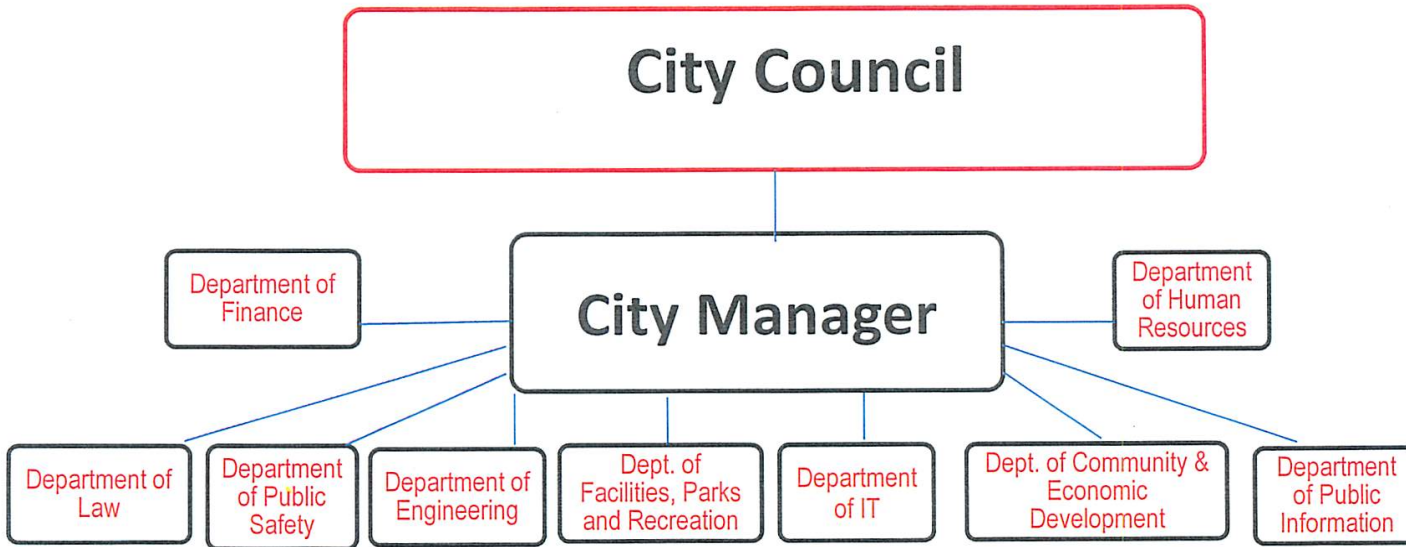 City Council
City Manager
Department of
Finance
Department
of Human
Resources
Department of
Law
Department
of Public
Safety
Department of
Engineering
Dept. of
Facilities, Parks
and Recreation
Department
of IT
Dept. of Community &
Economic
Development
Department
of Public
Information